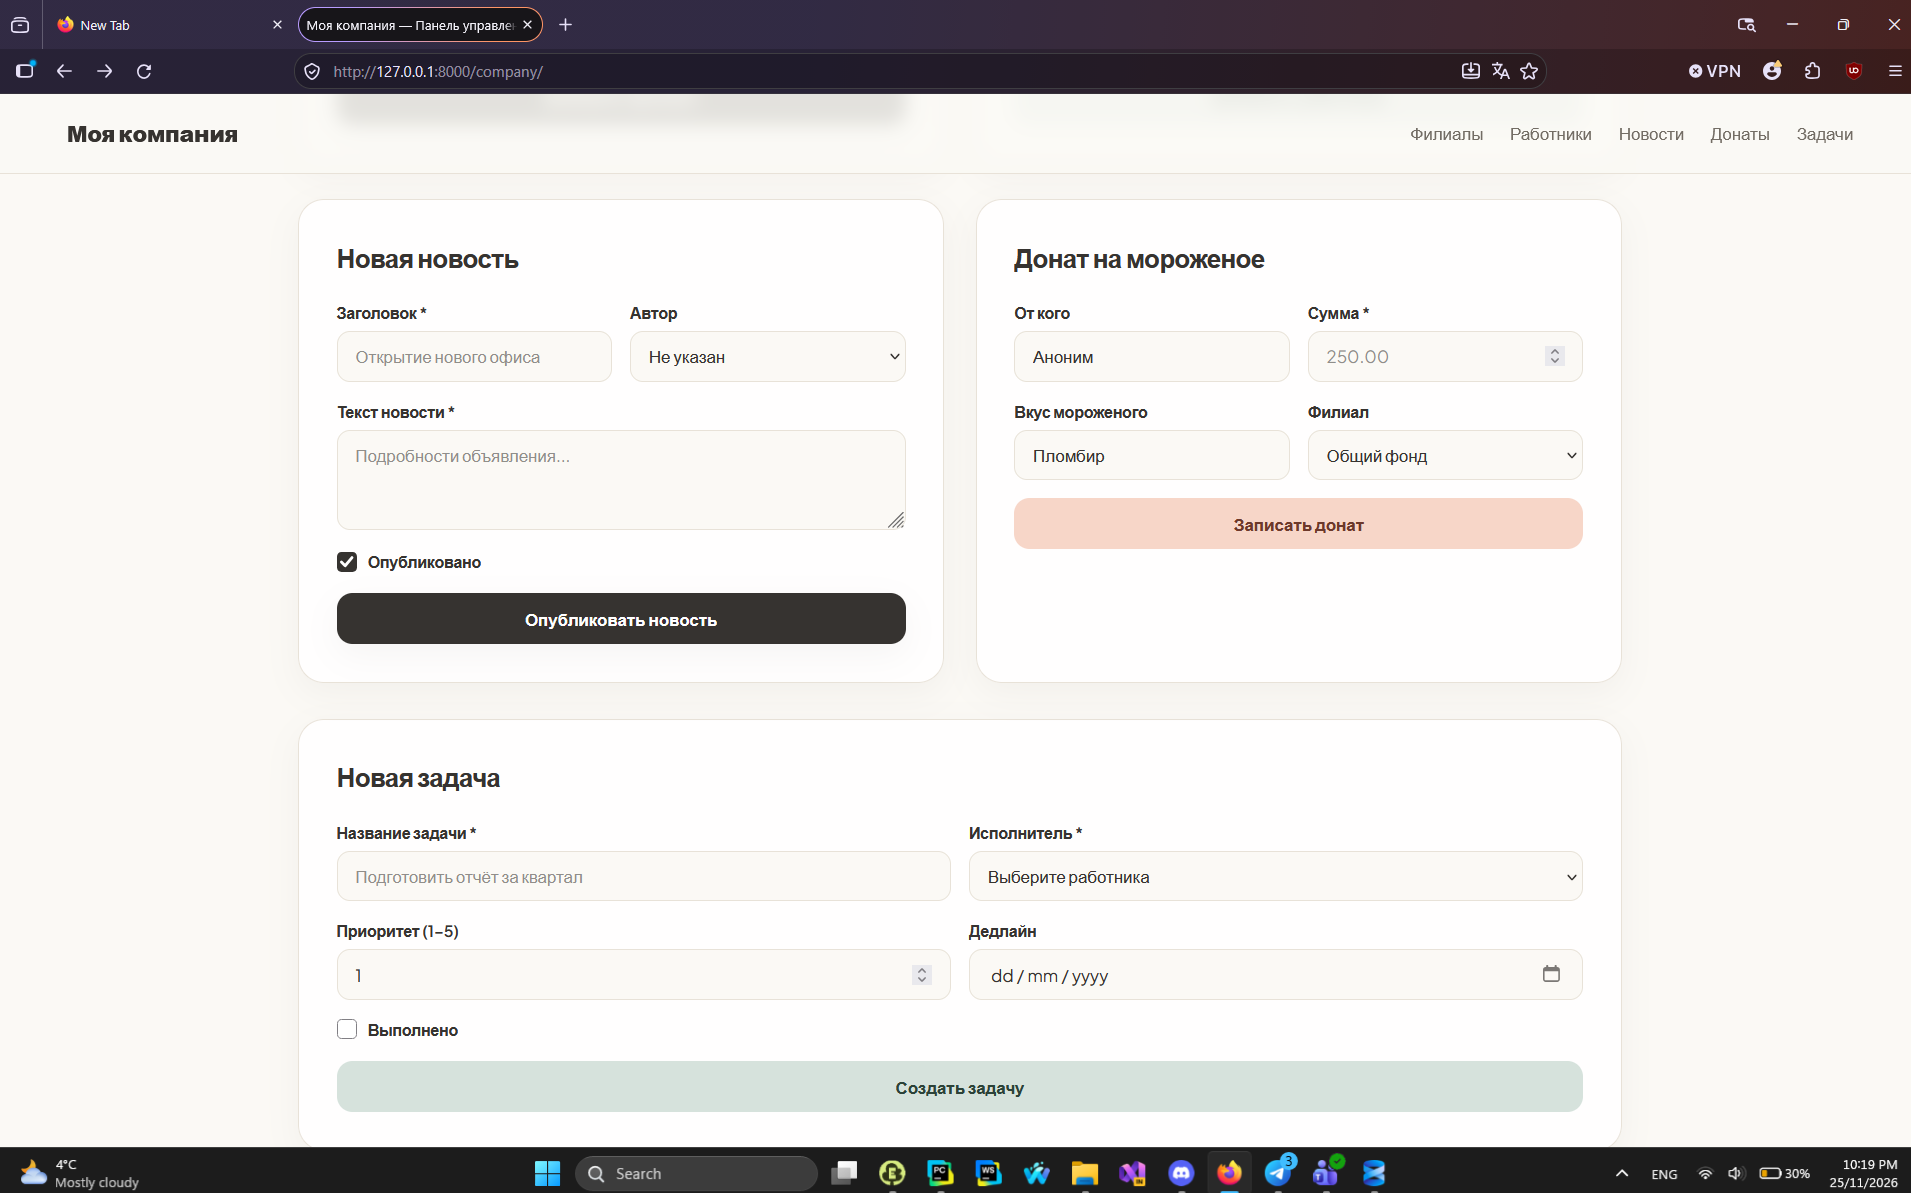 New Tab
Моя компания — Панель управле
http://127.0.0.1:8000/company/
VPN
Моя компания
Филиалы
Работники
Новости
Донаты
Задачи
Новая новость
Заголовок *
Автор
Открытие нового офиса
Не указан
Текст новости *
Подробности объявления...
Опубликовано
Опубликовать новость
Донат на мороженое
От кого
Сумма *
Аноним
250.00
Вкус мороженого
Филиал
Пломбир
Общий фонд
Записать донат
Новая задача
Название задачи *
Исполнитель *
Подготовить отчёт за квартал
Выберите работника
Приоритет (1–5)
Дедлайн
1
dd / mm / yyyy
Выполнено
Создать задачу
4°C
Mostly cloudy
Search
PC
WS
IN
3
ENG
30%
10:19 PM
25/11/2026